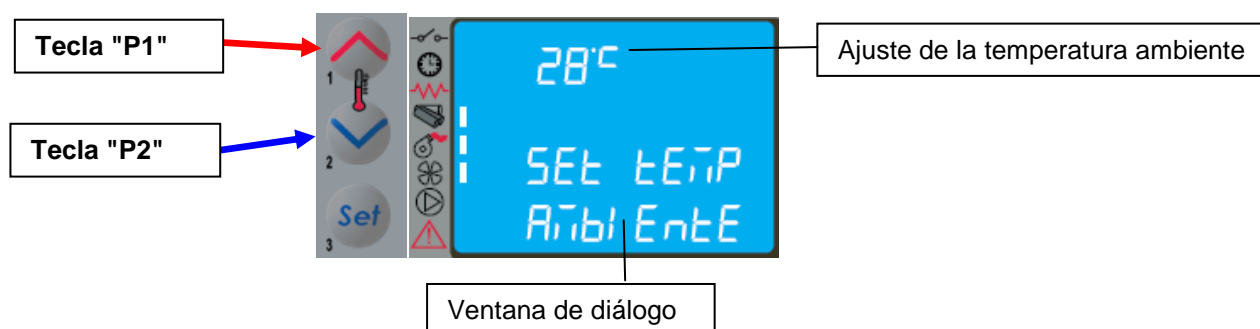 Tecla "P1"
Tecla "P2"
1
2
Set
3
28°C
SEt tEmP
AmbIEntE
Ajuste de la temperatura ambiente
Ventana de diálogo